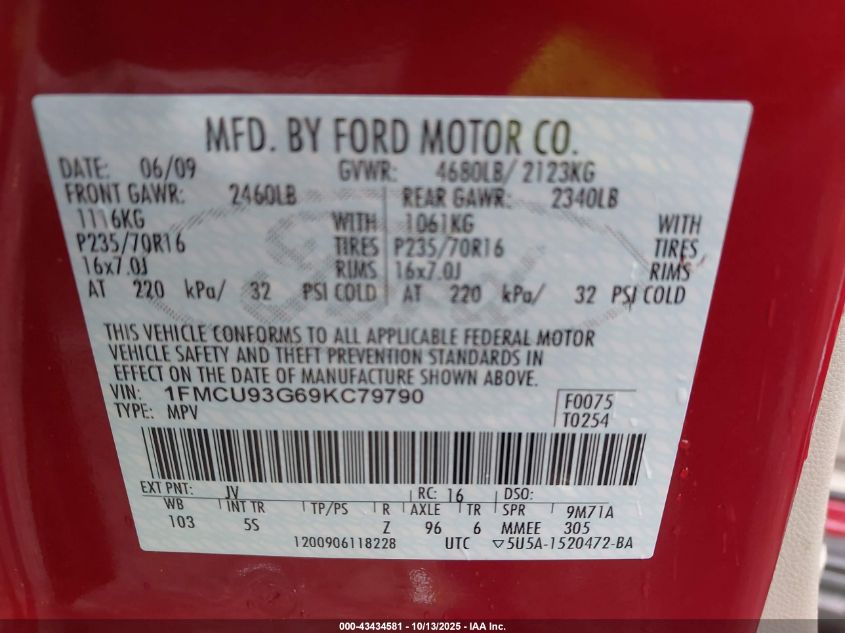 MFD. BY FORD MOTOR CO.
DATE: 06/09 GVWR: 4680LB/ 2123KG
FRONT GAWR: 2460LB REAR GAWR: 2340LB
1116KG WITH 1061KG WITH
P235/70R16 TIRES P235/70R16 TIRES
16x7.0J RIMS 16x7.0J RIMS
AT 220 kPa/ 32 PSI COLD AT 220 kPa/ 32 PSI COLD
THIS VEHICLE CONFORMS TO ALL APPLICABLE FEDERAL MOTOR
VEHICLE SAFETY AND THEFT PREVENTION STANDARDS IN
EFFECT ON THE DATE OF MANUFACTURE SHOWN ABOVE.
VIN: 1FMCU93G69KC79790 F0075
TYPE: MPV T0254
EXT PNT: JV RC: 16 DSO:
WB INT TR TP/PS R AXLE TR SPR 9M71A
103 5S Z 96 6 MMEE 305
1200906118228 UTC ▽5U5A-1520472-BA
000-43434581 - 10/13/2025 - IAA Inc.